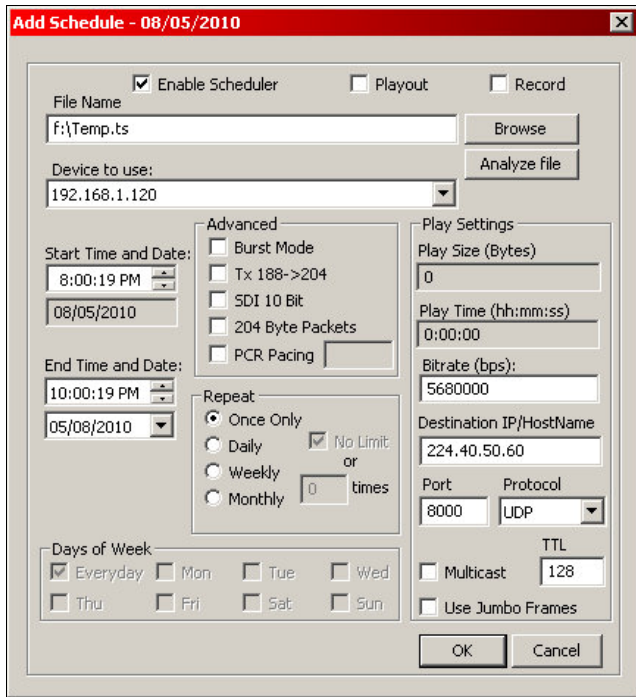 Add Schedule - 08/05/2010
Enable Scheduler
Playout
Record
File Name
f:\Temp.ts
Browse
Analyze file
Device to use:
192.168.1.120
Start Time and Date:
8:00:19 PM
08/05/2010
End Time and Date:
10:00:19 PM
05/08/2010
Advanced
Burst Mode
Tx 188->204
SDI 10 Bit
204 Byte Packets
PCR Pacing
Repeat
Once Only
Daily
Weekly
Monthly
No Limit
or
0 times
Play Settings
Play Size (Bytes)
0
Play Time (hh:mm:ss)
0:00:00
Bitrate (bps):
5680000
Destination IP/HostName
224.40.50.60
Port
8000
Protocol
UDP
TTL
128
Multicast
Use Jumbo Frames
Days of Week
Everyday Mon Tue Wed
Thu Fri Sat Sun
OK
Cancel